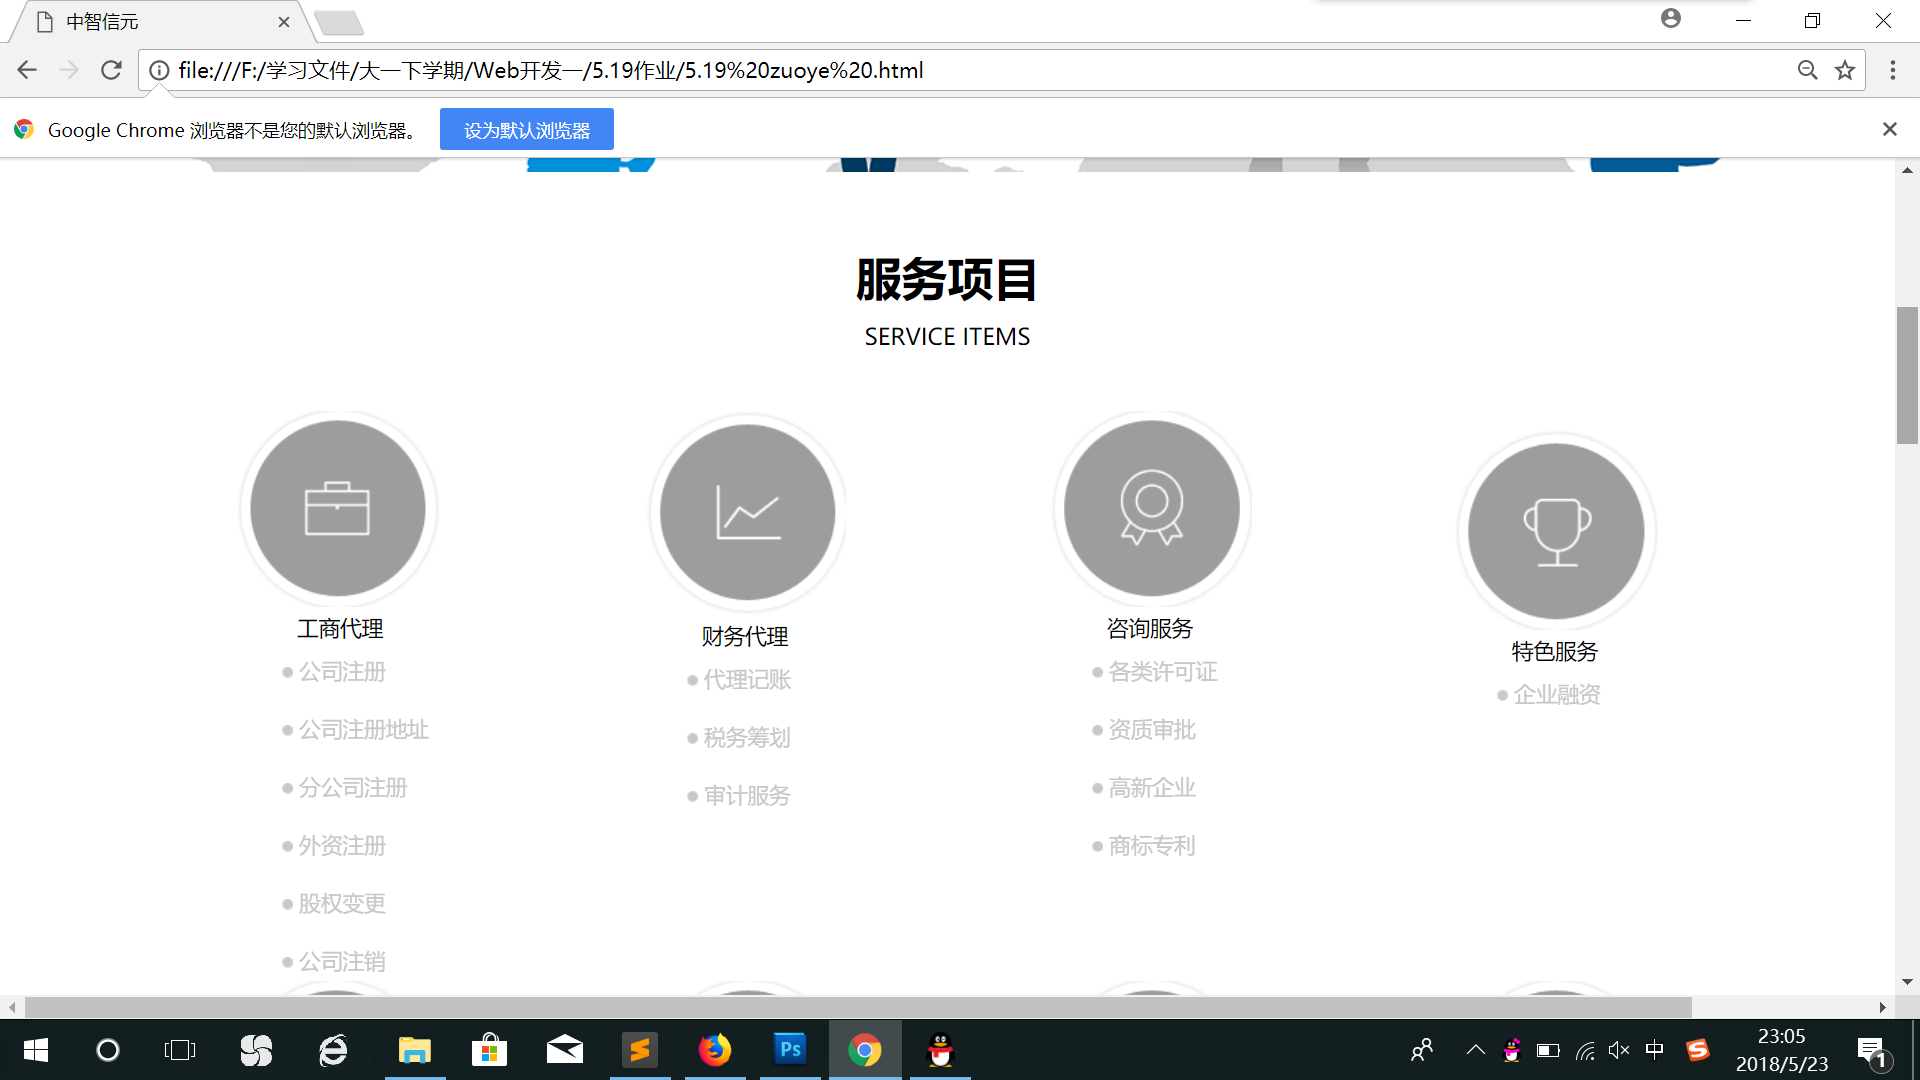 中智信元
file:///F:/学习文件/大一下学期/Web开发一/5.19作业/5.19%20zuoye%20.html
Google Chrome 浏览器不是您的默认浏览器。 设为默认浏览器
服务项目
SERVICE ITEMS
工商代理
公司注册
公司注册地址
分公司注册
外资注册
股权变更
公司注销
财务代理
代理记账
税务筹划
审计服务
咨询服务
各类许可证
资质审批
高新企业
商标专利
特色服务
企业融资
Ps
中
23:05
2018/5/23
1